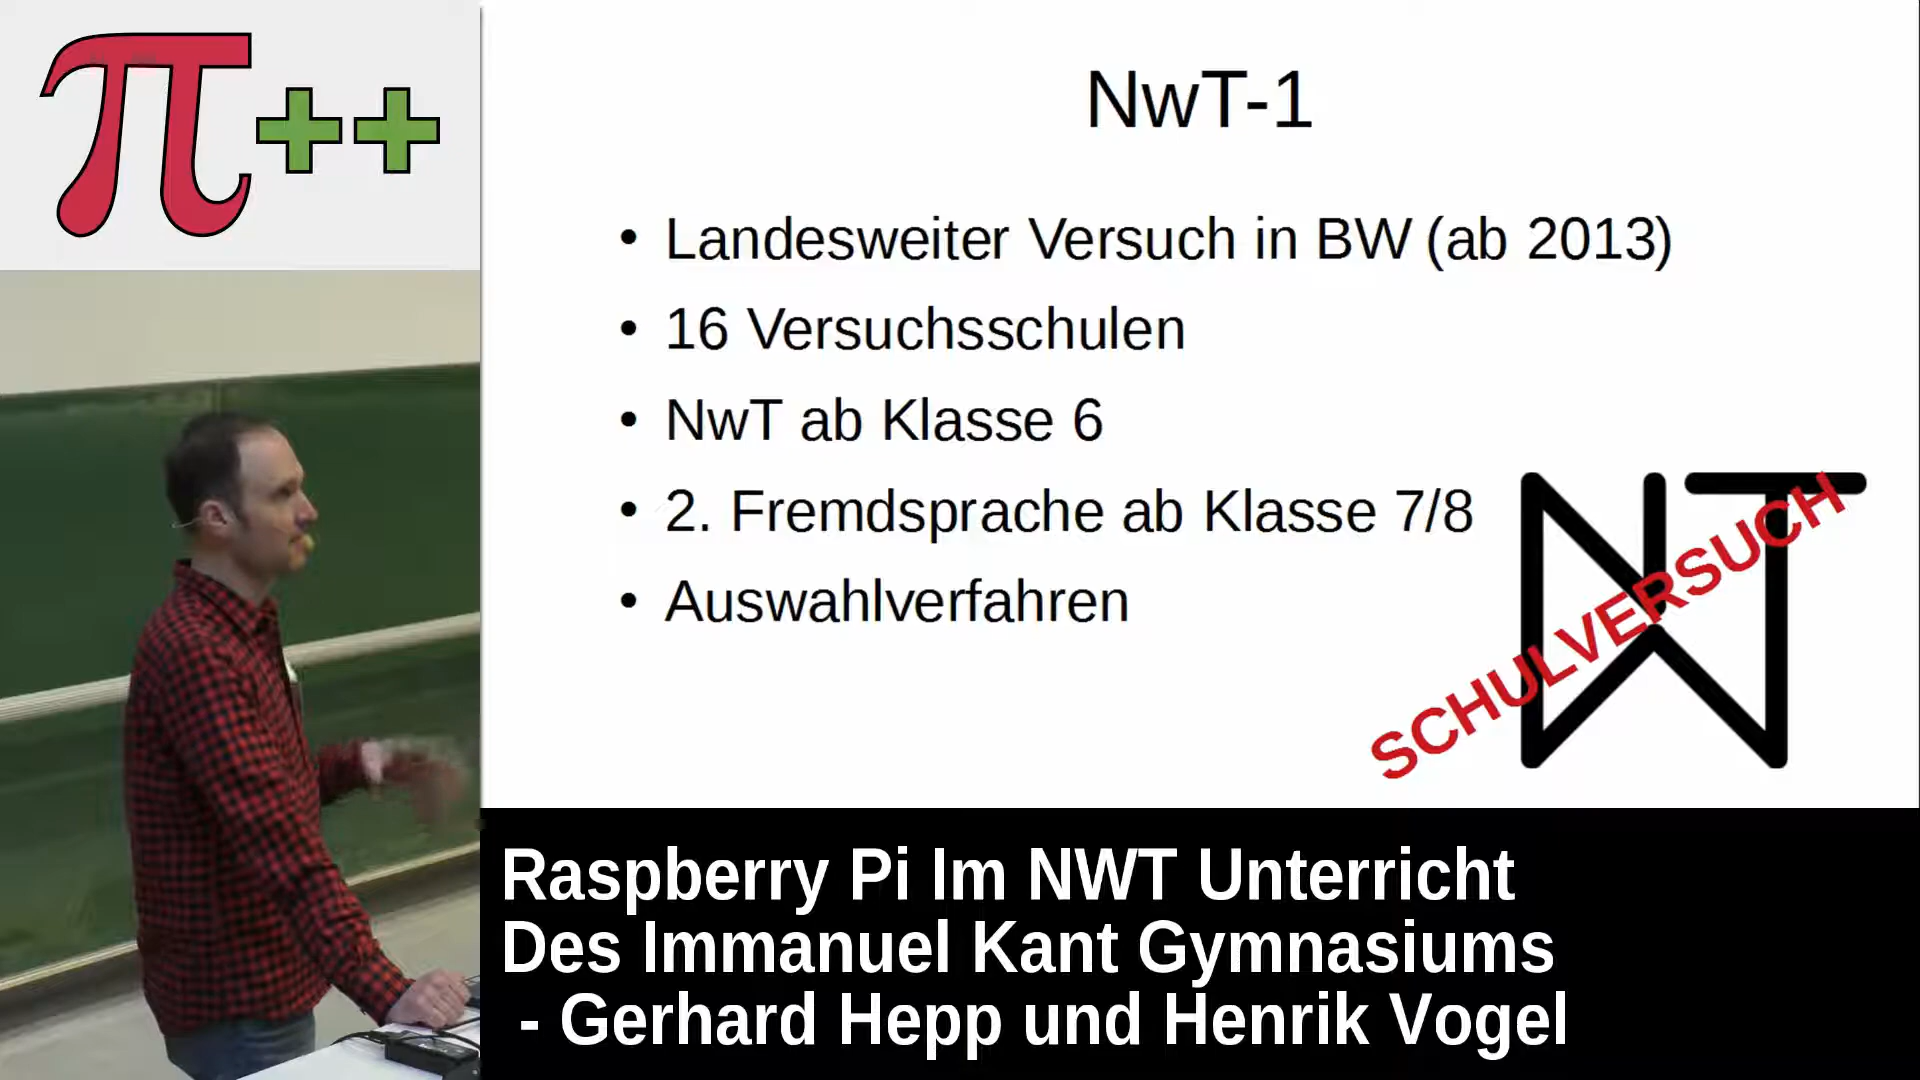 π++
NwT-1
• Landesweiter Versuch in BW (ab 2013)
• 16 Versuchsschulen
• NwT ab Klasse 6
• 2. Fremdsprache ab Klasse 7/8
• Auswahlverfahren
NWT
SCHULVERSUCH
Raspberry Pi Im NWT Unterricht
Des Immanuel Kant Gymnasiums
- Gerhard Hepp und Henrik Vogel